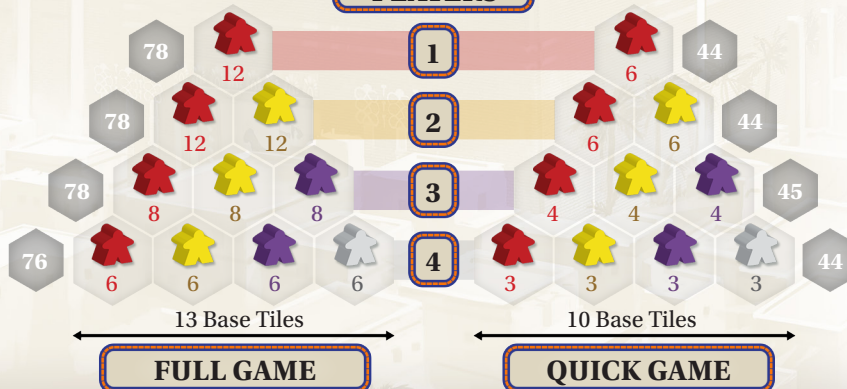 PLAYERS
78 12 1 6 44
78 12 12 2 6 6 44
78 8 8 8 3 4 4 4 45
76 6 6 6 6 4 3 3 3 3 44
13 Base Tiles 10 Base Tiles
FULL GAME QUICK GAME